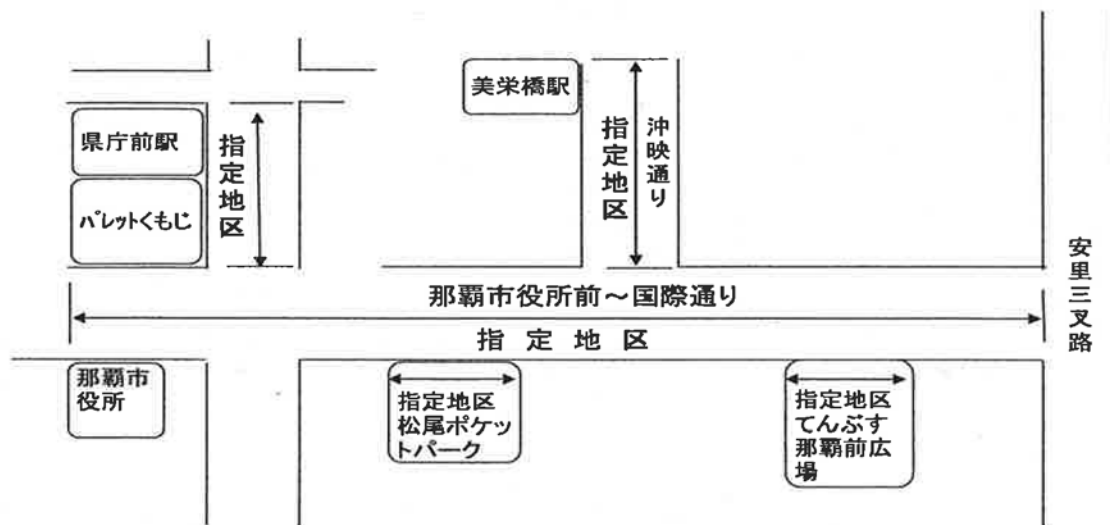 美栄橋駅
県庁前駅
パレットくもじ
指定地区
指定地区
沖映通り
安里三叉路
那覇市役所前～国際通り
指定地区
那覇市
役所
指定地区
松尾ポケッ
トパーク
指定地区
てんぶす
那覇前広
場